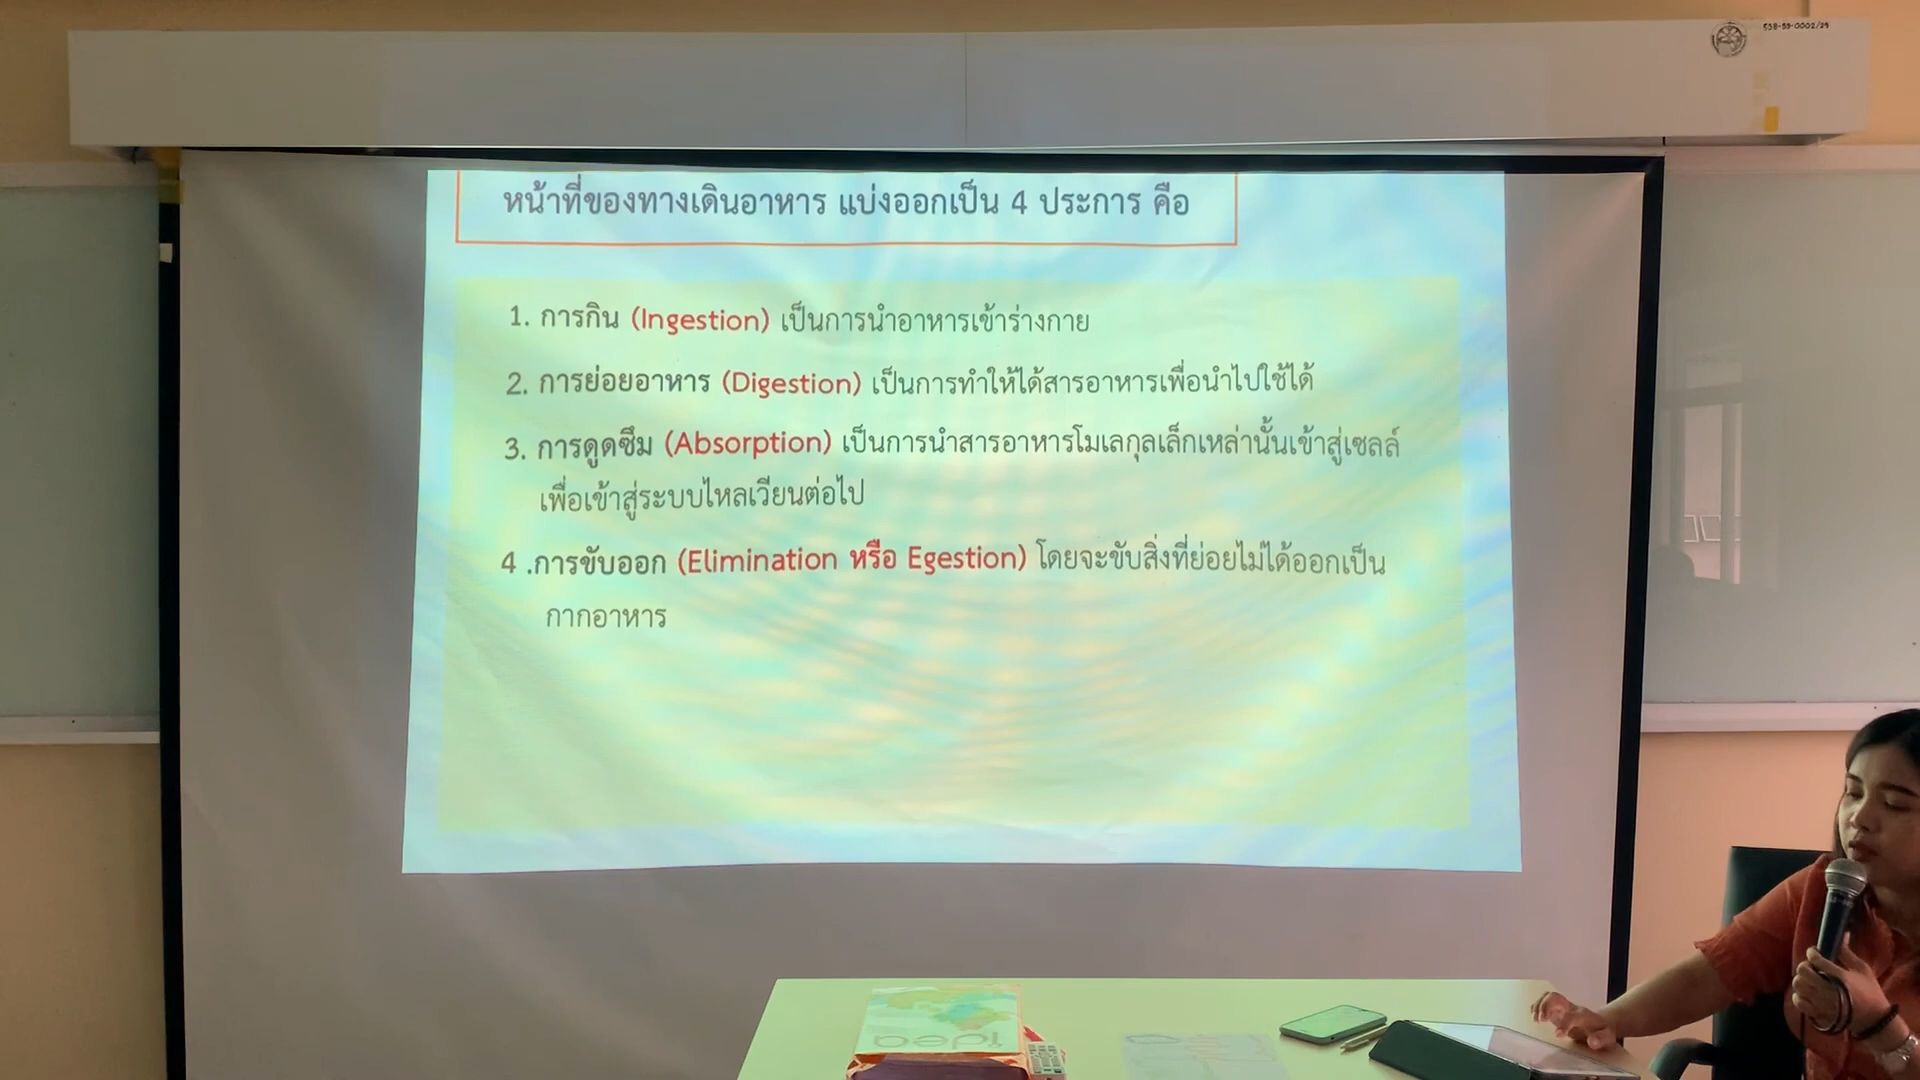 538-59-0002/29
หน้าที่ของทางเดินอาหาร แบ่งออกเป็น 4 ประการ คือ
1. การกิน (Ingestion) เป็นการนำอาหารเข้าร่างกาย
2. การย่อยอาหาร (Digestion) เป็นการทำให้ได้สารอาหารเพื่อนำไปใช้ได้
3. การดูดซึม (Absorption) เป็นการนำสารอาหารโมเลกุลเล็กเหล่านั้นเข้าสู่เซลล์
เพื่อเข้าสู่ระบบไหลเวียนต่อไป
4 .การขับออก (Elimination หรือ Egestion) โดยจะขับสิ่งที่ย่อยไม่ได้ออกเป็น
กากอาหาร
idea